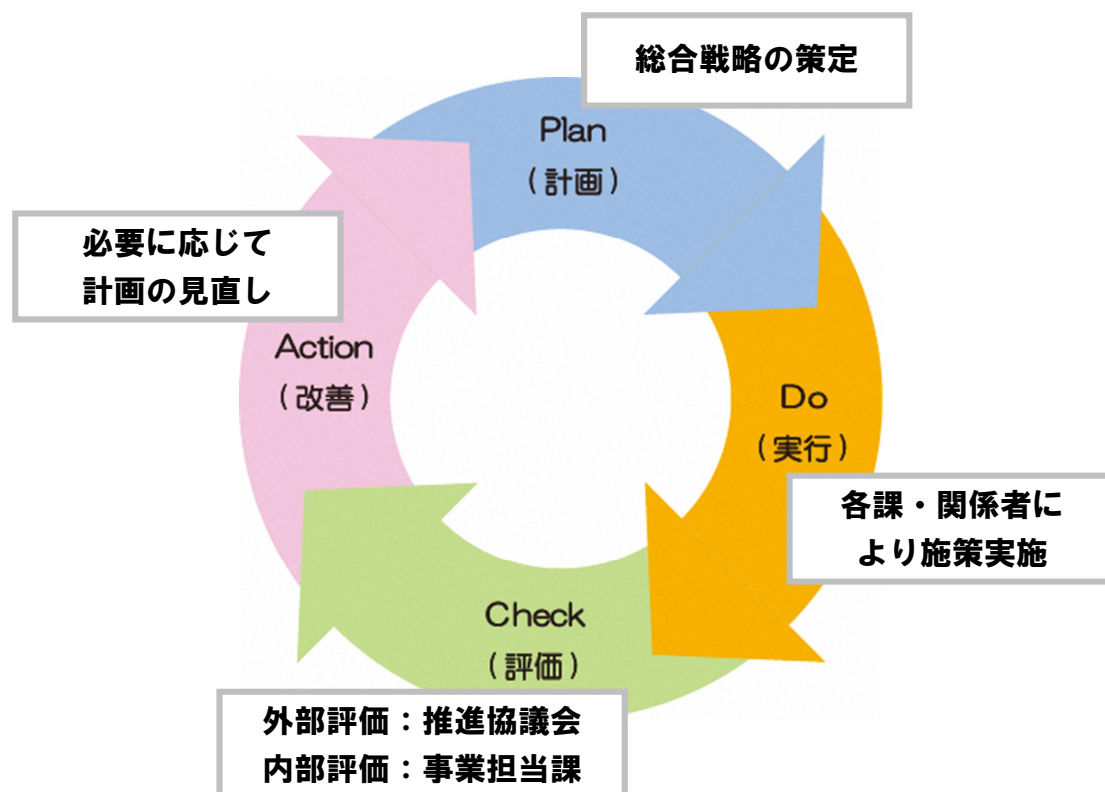 総合戦略の策定
Plan
（計画）
必要に応じて
計画の見直し
Action
（改善）
Do
（実行）
各課・関係者に
より施策実施
Check
（評価）
外部評価：推進協議会
内部評価：事業担当課